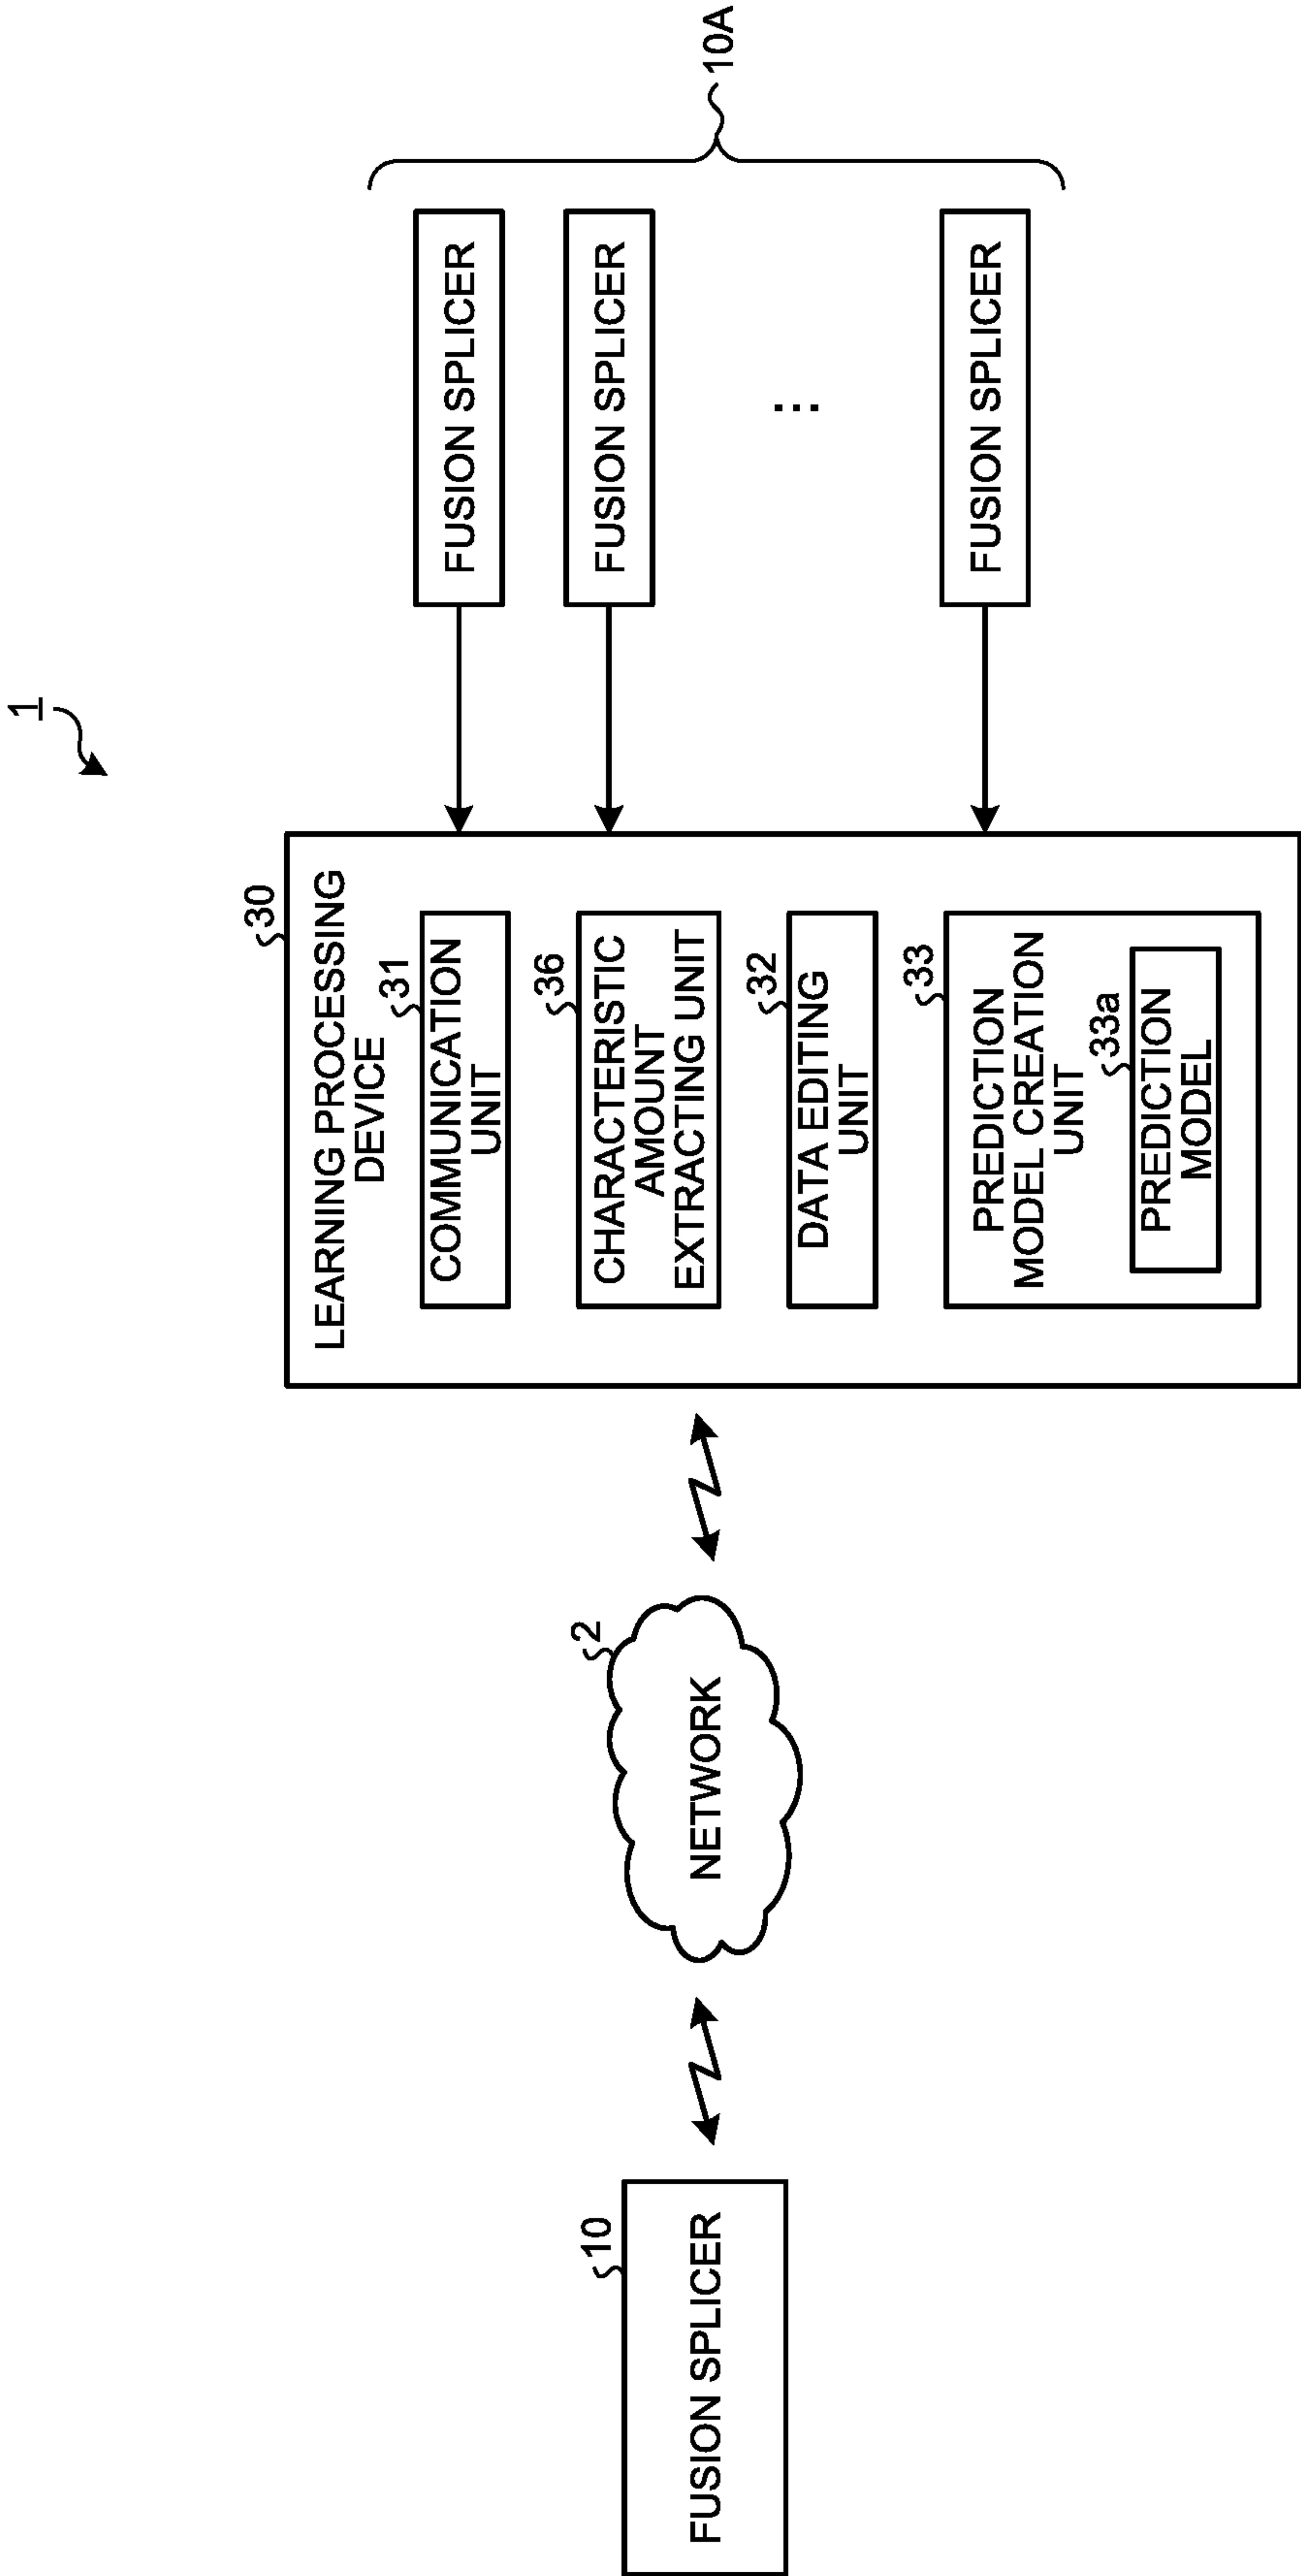 1
10
FUSION SPLICER
2
NETWORK
30
LEARNING PROCESSING
DEVICE
31
COMMUNICATION
UNIT
36
CHARACTERISTIC
AMOUNT
EXTRACTING UNIT
32
DATA EDITING
UNIT
33
PREDICTION
MODEL CREATION
UNIT
33a
PREDICTION
MODEL
FUSION SPLICER
FUSION SPLICER
...
FUSION SPLICER
10A